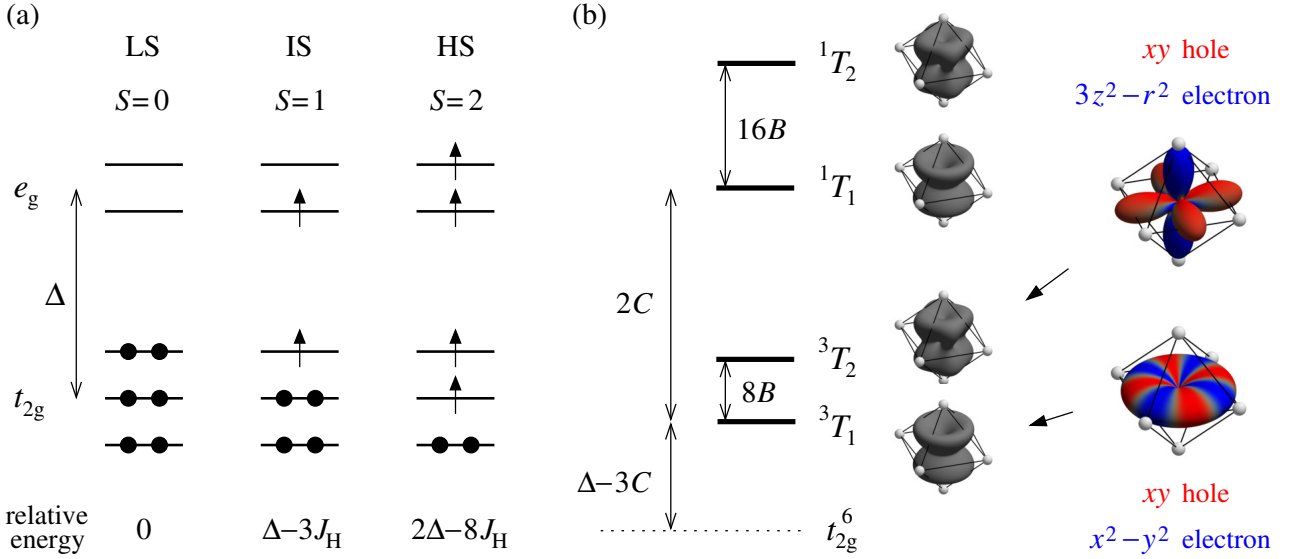 (a)
LS IS HS
S=0 S=1 S=2
e_g
Δ
t_2g
relative
energy
0 Δ−3J_H 2Δ−8J_H
(b)
^1T_2
16B
^1T_1
2C
^3T_2
8B
^3T_1
Δ−3C
t_2g^6
xy hole
3z^2−r^2 electron
xy hole
x^2−y^2 electron